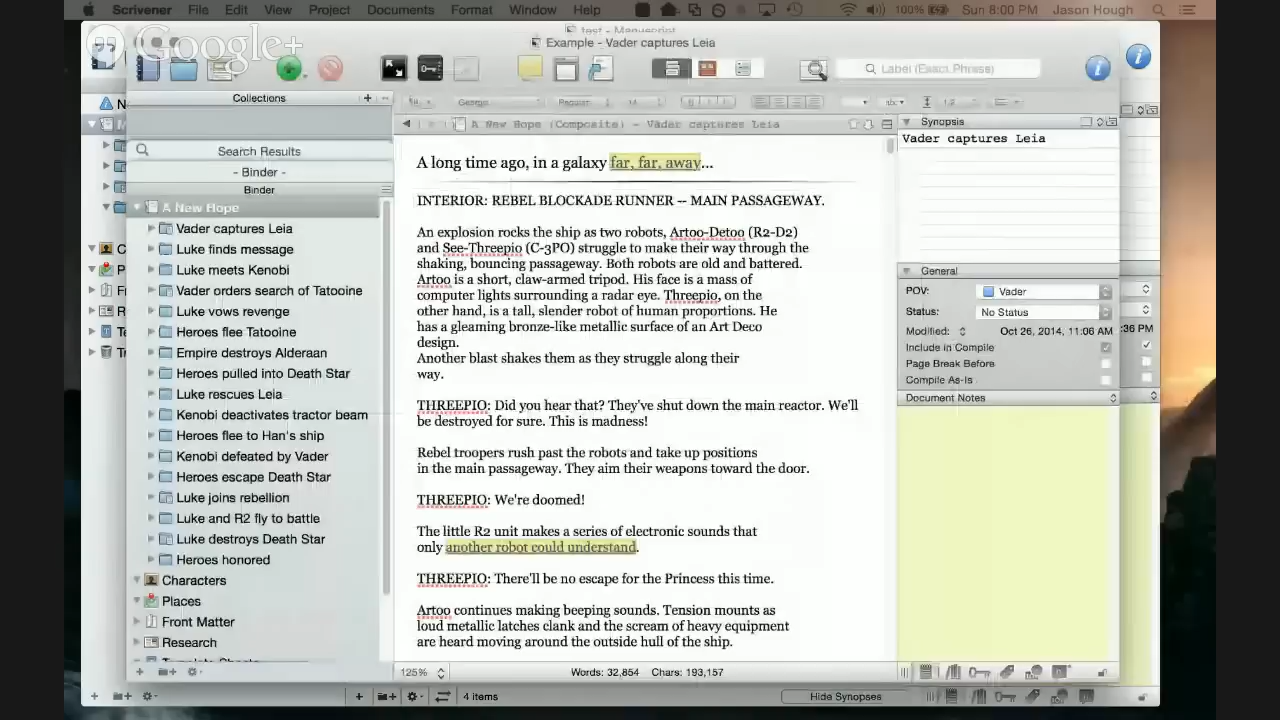 Scrivener File Edit View Project Documents Format Window Help 100% Sun 8:00 PM Jason Hough
Google+
test - Manuscript
Example - Vader captures Leia
Label (Exact Phrase)
Collections
Georgia Regular
A New Hope (Composite) - Vader captures Leia
Search Results
- Binder -
Binder
A New Hope
Vader captures Leia
Luke finds message
Luke meets Kenobi
Vader orders search of Tatooine
Luke vows revenge
Heroes flee Tatooine
Empire destroys Alderaan
Heroes pulled into Death Star
Luke rescues Leia
Kenobi deactivates tractor beam
Heroes flee to Han's ship
Kenobi defeated by Vader
Heroes escape Death Star
Luke joins rebellion
Luke and R2 fly to battle
Luke destroys Death Star
Heroes honored
Characters
Places
Front Matter
Research
Template Sheets
A long time ago, in a galaxy far, far, away...
INTERIOR: REBEL BLOCKADE RUNNER -- MAIN PASSAGEWAY.
An explosion rocks the ship as two robots, Artoo-Detoo (R2-D2)
and See-Threepio (C-3PO) struggle to make their way through the
shaking, bouncing passageway. Both robots are old and battered.
Artoo is a short, claw-armed tripod. His face is a mass of
computer lights surrounding a radar eye. Threepio, on the
other hand, is a tall, slender robot of human proportions. He
has a gleaming bronze-like metallic surface of an Art Deco
design.
Another blast shakes them as they struggle along their
way.
THREEPIO: Did you hear that? They've shut down the main reactor. We'll
be destroyed for sure. This is madness!
Rebel troopers rush past the robots and take up positions
in the main passageway. They aim their weapons toward the door.
THREEPIO: We're doomed!
The little R2 unit makes a series of electronic sounds that
only another robot could understand.
THREEPIO: There'll be no escape for the Princess this time.
Artoo continues making beeping sounds. Tension mounts as
loud metallic latches clank and the scream of heavy equipment
are heard moving around the outside hull of the ship.
Synopsis
Vader captures Leia
General
POV: Vader
Status: No Status
Modified: Oct 26, 2014, 11:06 AM
:36 PM
Include in Compile
Page Break Before
Compile As-Is
Document Notes
125%
Words: 32,854 Chars: 193,157
4 items
Hide Synopses